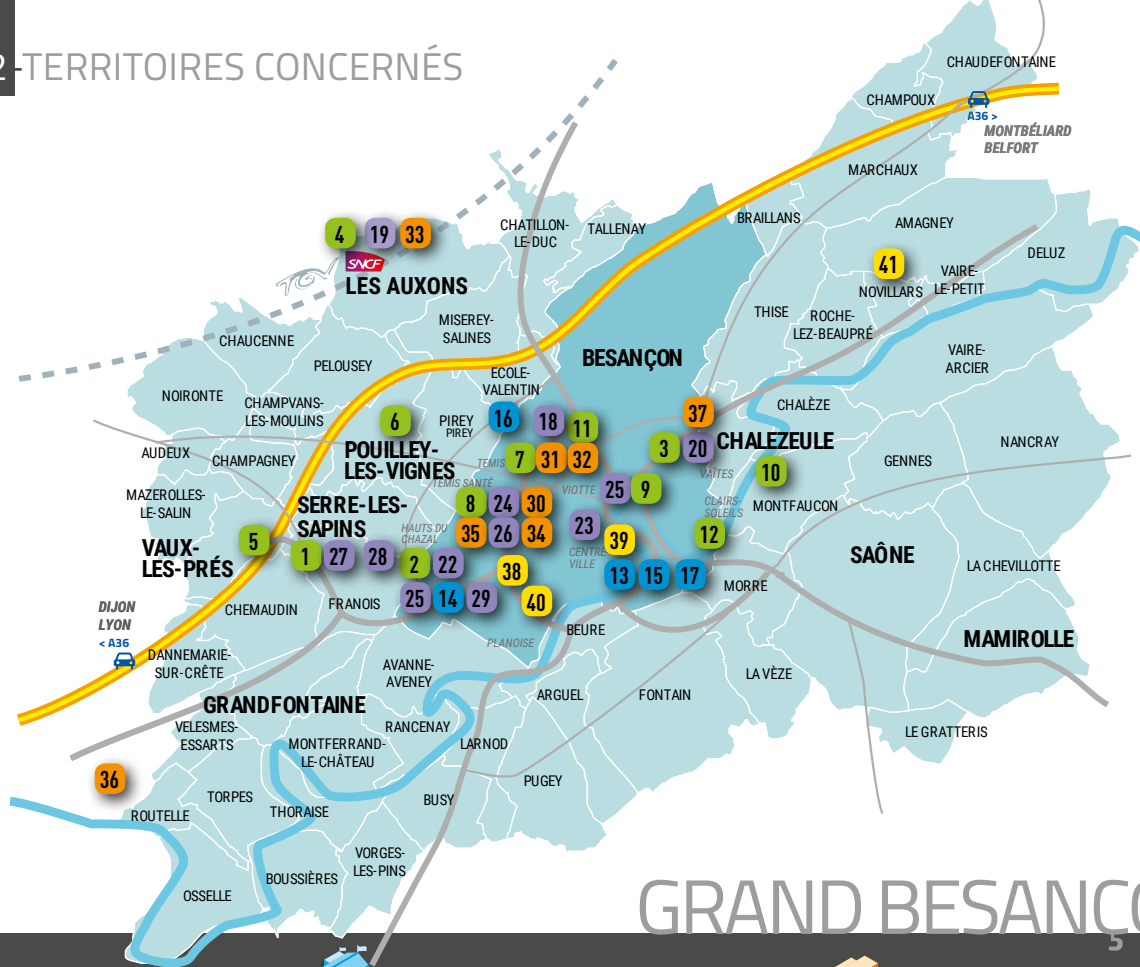 2-TERRITOIRES CONCERNÉS
CHAUDEFONTAINE
CHAMPOUX
A36 >
MONTBÉLIARD
BELFORT
MARCHAUX
BRAILLANS
AMAGNEY
CHATILLON-
LE-DUC
TALLENAY
4 19 33
SNCF
TGV
LES AUXONS
DELUZ
41
NOVILLARS
VAIRE-
LE-PETIT
THISE
ROCHE-
LEZ-BEAUPRÉ
MISEREY-
SALINES
CHAUCENNE
PELOUSEY
BESANÇON
VAIRE-
ARCIER
ECOLE-
VALENTIN
NOIRONTE
CHAMPVANS-
LES-MOULINS
CHALÈZE
6
PIREY
PIREY
16 18 11
37
3 20
CHALEZEULE
NANCRAY
AUDEUX
CHAMPAGNEY
POUILLEY-
LES-VIGNES
TEMIS
7 31 32
VAÎTES
GENNES
10
TEMIS SANTÉ
VIOTTE
25 9
MAZEROLLES-
LE-SALIN
SERRE-LES-
SAPINS
8 24 30
CLAIRS-
SOLEILS
MONTFAUCON
HAUTS DU
CHAZAL
35 26 34
23
39
12
CENTRE
VILLE
VAUX-
LES-PRÉS
5
1 27 28
2 22
38
13 15 17
SAÔNE
LA CHEVILLOTTE
MORRE
DIJON
LYON
< A36
CHEMAUDIN
FRANOIS
25 14 29
40
BEURE
PLANOISE
MAMIROLLE
DANNEMARIE-
SUR-CRÊTE
AVANNE-
AVENEY
LA VÈZE
GRANDFONTAINE
ARGUEL
FONTAIN
VELESMES-
ESSARTS
RANCENAY
LE GRATTERIS
MONTFERRAND-
LE-CHÂTEAU
LARNOD
36
PUGEY
TORPES
BUSY
ROUTELLE
THORAISE
VORGES-
LES-PINS
BOUSSIÈRES
OSSELLE
GRAND BESANÇO
5